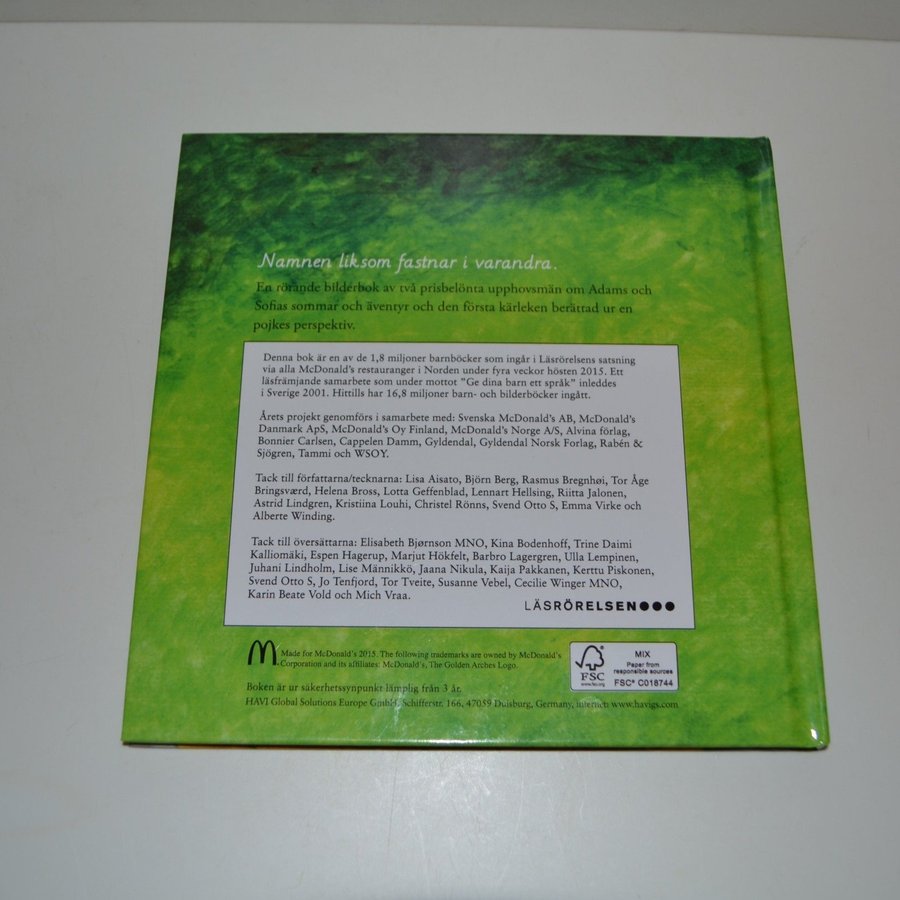 Namnen liksom fastnar i varandra.
En rörande bilderbok av två prisbelönta upphovsmän om Adams och
Sofias sommar och äventyr och den första kärleken berättad ur en
pojkes perspektiv.
Denna bok är en av de 1,8 miljoner barnböcker som ingår i Läsrörelsens satsning
via alla McDonald's restauranger i Norden under fyra veckor hösten 2015. Ett
läsfrämjande samarbete som under mottot "Ge dina barn ett språk" inleddes
i Sverige 2001. Hittills har 16,8 miljoner barn- och bilderböcker ingått.
Årets projekt genomförs i samarbete med: Svenska McDonald's AB, McDonald's
Danmark ApS, McDonald's Oy Finland, McDonald's Norge A/S, Alvina förlag,
Bonnier Carlsen, Cappelen Damm, Gyldendal, Gyldendal Norsk Forlag, Rabén &
Sjögren, Tammi och WSOY.
Tack till författarna/tecknarna: Lisa Aisato, Björn Berg, Rasmus Bregnhøi, Tor Åge
Bringsværd, Helena Bross, Lotta Geffenblad, Lennart Hellsing, Riitta Jalonen,
Astrid Lindgren, Kristiina Louhi, Christel Rönns, Svend Otto S, Emma Virke och
Alberte Winding.
Tack till översättarna: Elisabeth Bjørnson MNO, Kina Bodenhoff, Trine Daimi
Kalliomäki, Espen Hagerup, Marjut Hökfelt, Barbro Lagergren, Ulla Lempinen,
Juhani Lindholm, Lise Männikkö, Jaana Nikula, Kaija Pakkanen, Kerttu Piskonen,
Svend Otto S, Jo Tenfjord, Tor Tveite, Susanne Vebel, Cecilie Winger MNO,
Karin Beate Vold och Mich Vraa.
LÄSRÖRELSEN●●●
Made for McDonald's 2015. The following trademarks are owned by McDonald's
Corporation and its affiliates: McDonald's, The Golden Arches Logo.
FSC
www.fsc.org
MIX
Paper from
responsible sources
FSC® C018744
Boken är ur säkerhetssynpunkt lämplig från 3 år.
HAVI Global Solutions Europe GmbH, Schifferstr. 166, 47059 Duisburg, Germany, internet: www.havigs.com